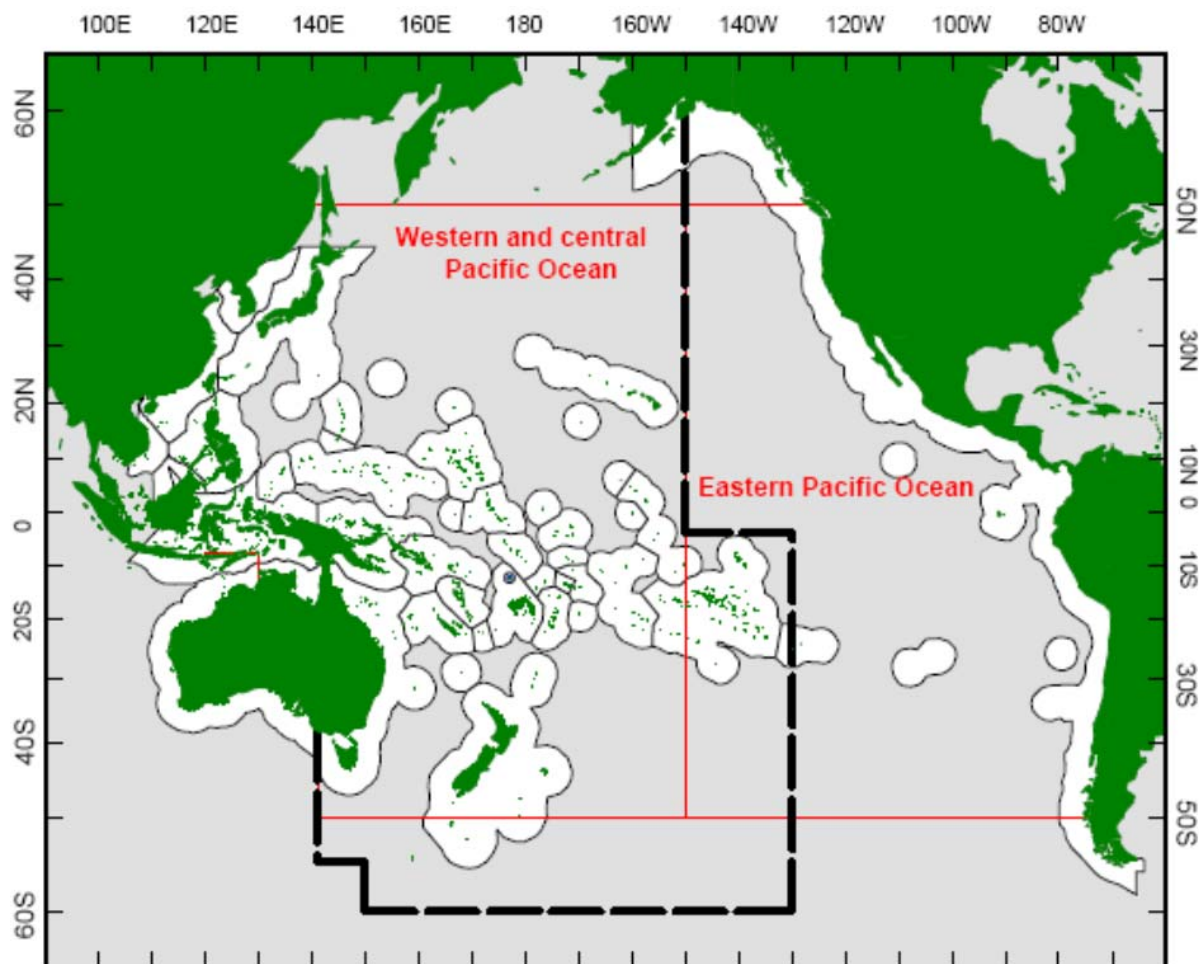 100E 120E 140E 160E 180 160W 140W 120W 100W 80W
60N
50N
Western and central
Pacific Ocean
40N
30N
20N
10N
Eastern Pacific Ocean
0
0
10S
20S
30S
40S
50S
60S